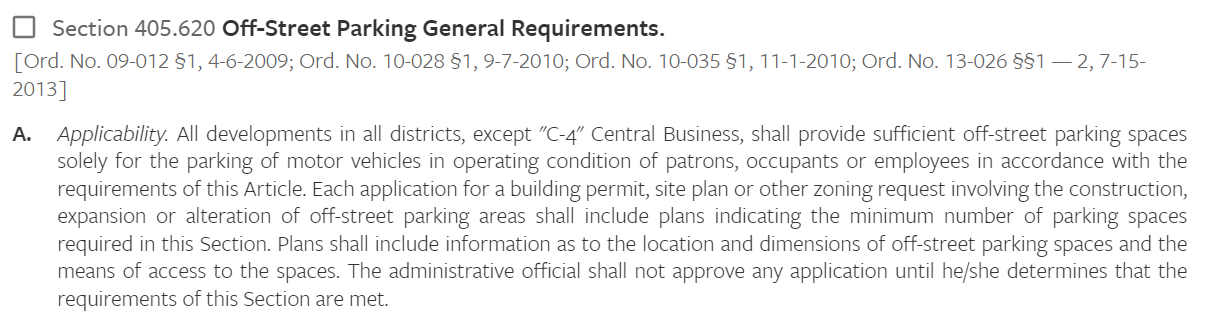 Section 405.620 Off-Street Parking General Requirements.
[Ord. No. 09-012 §1, 4-6-2009; Ord. No. 10-028 §1, 9-7-2010; Ord. No. 10-035 §1, 11-1-2010; Ord. No. 13-026 §§1 — 2, 7-15-
2013]
A. Applicability. All developments in all districts, except "C-4" Central Business, shall provide sufficient off-street parking spaces
solely for the parking of motor vehicles in operating condition of patrons, occupants or employees in accordance with the
requirements of this Article. Each application for a building permit, site plan or other zoning request involving the construction,
expansion or alteration of off-street parking areas shall include plans indicating the minimum number of parking spaces
required in this Section. Plans shall include information as to the location and dimensions of off-street parking spaces and the
means of access to the spaces. The administrative official shall not approve any application until he/she determines that the
requirements of this Section are met.